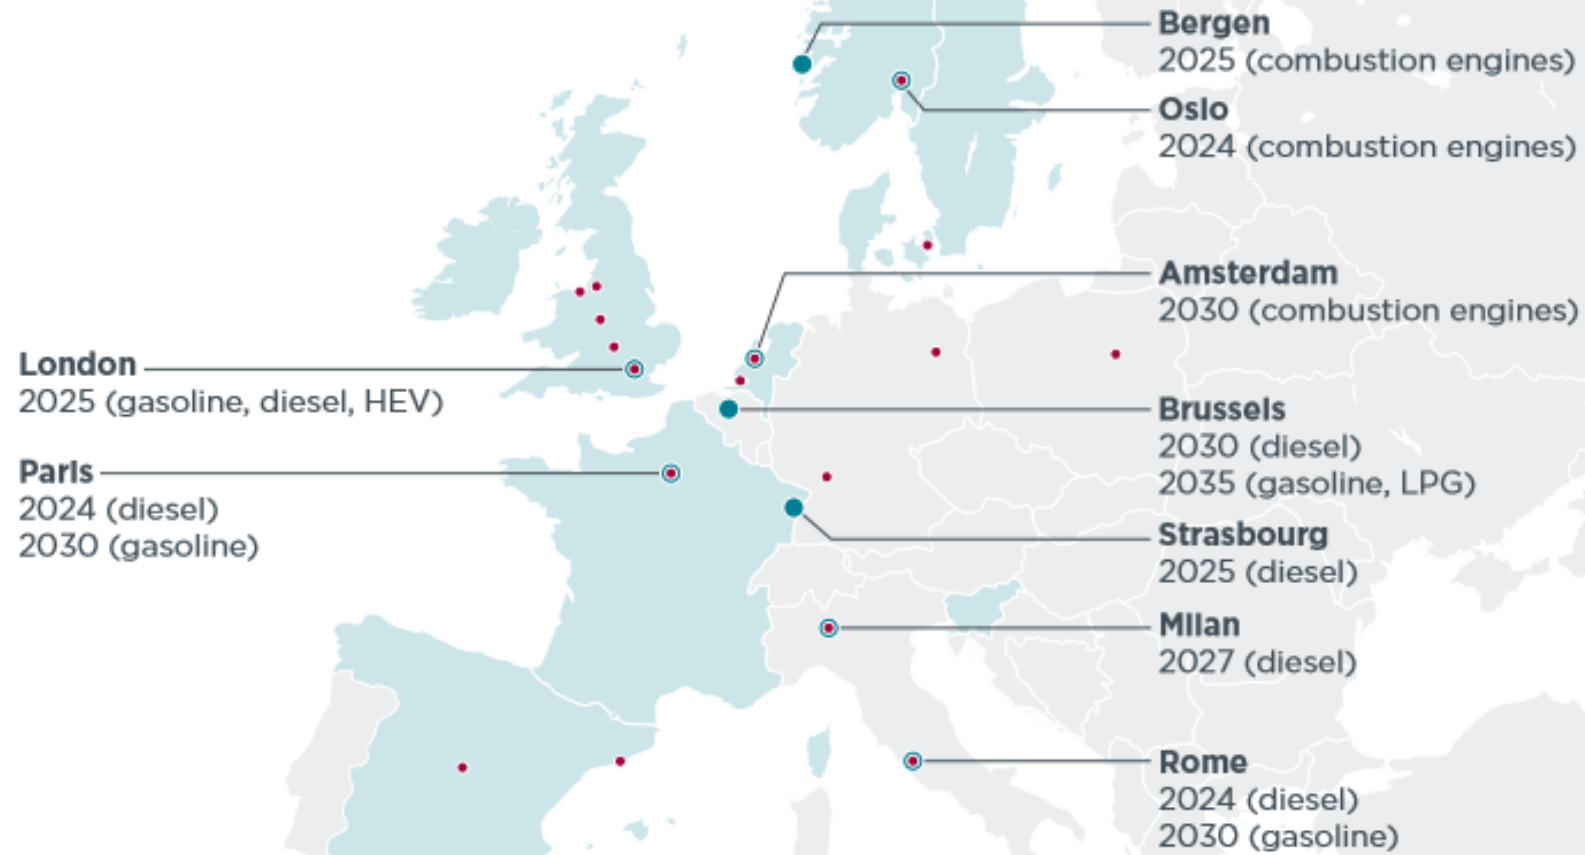 Bergen
2025 (combustion engines)
Oslo
2024 (combustion engines)
Amsterdam
2030 (combustion engines)
London
2025 (gasoline, diesel, HEV)
Brussels
2030 (diesel)
2035 (gasoline, LPG)
Paris
2024 (diesel)
2030 (gasoline)
Strasbourg
2025 (diesel)
Milan
2027 (diesel)
Rome
2024 (diesel)
2030 (gasoline)